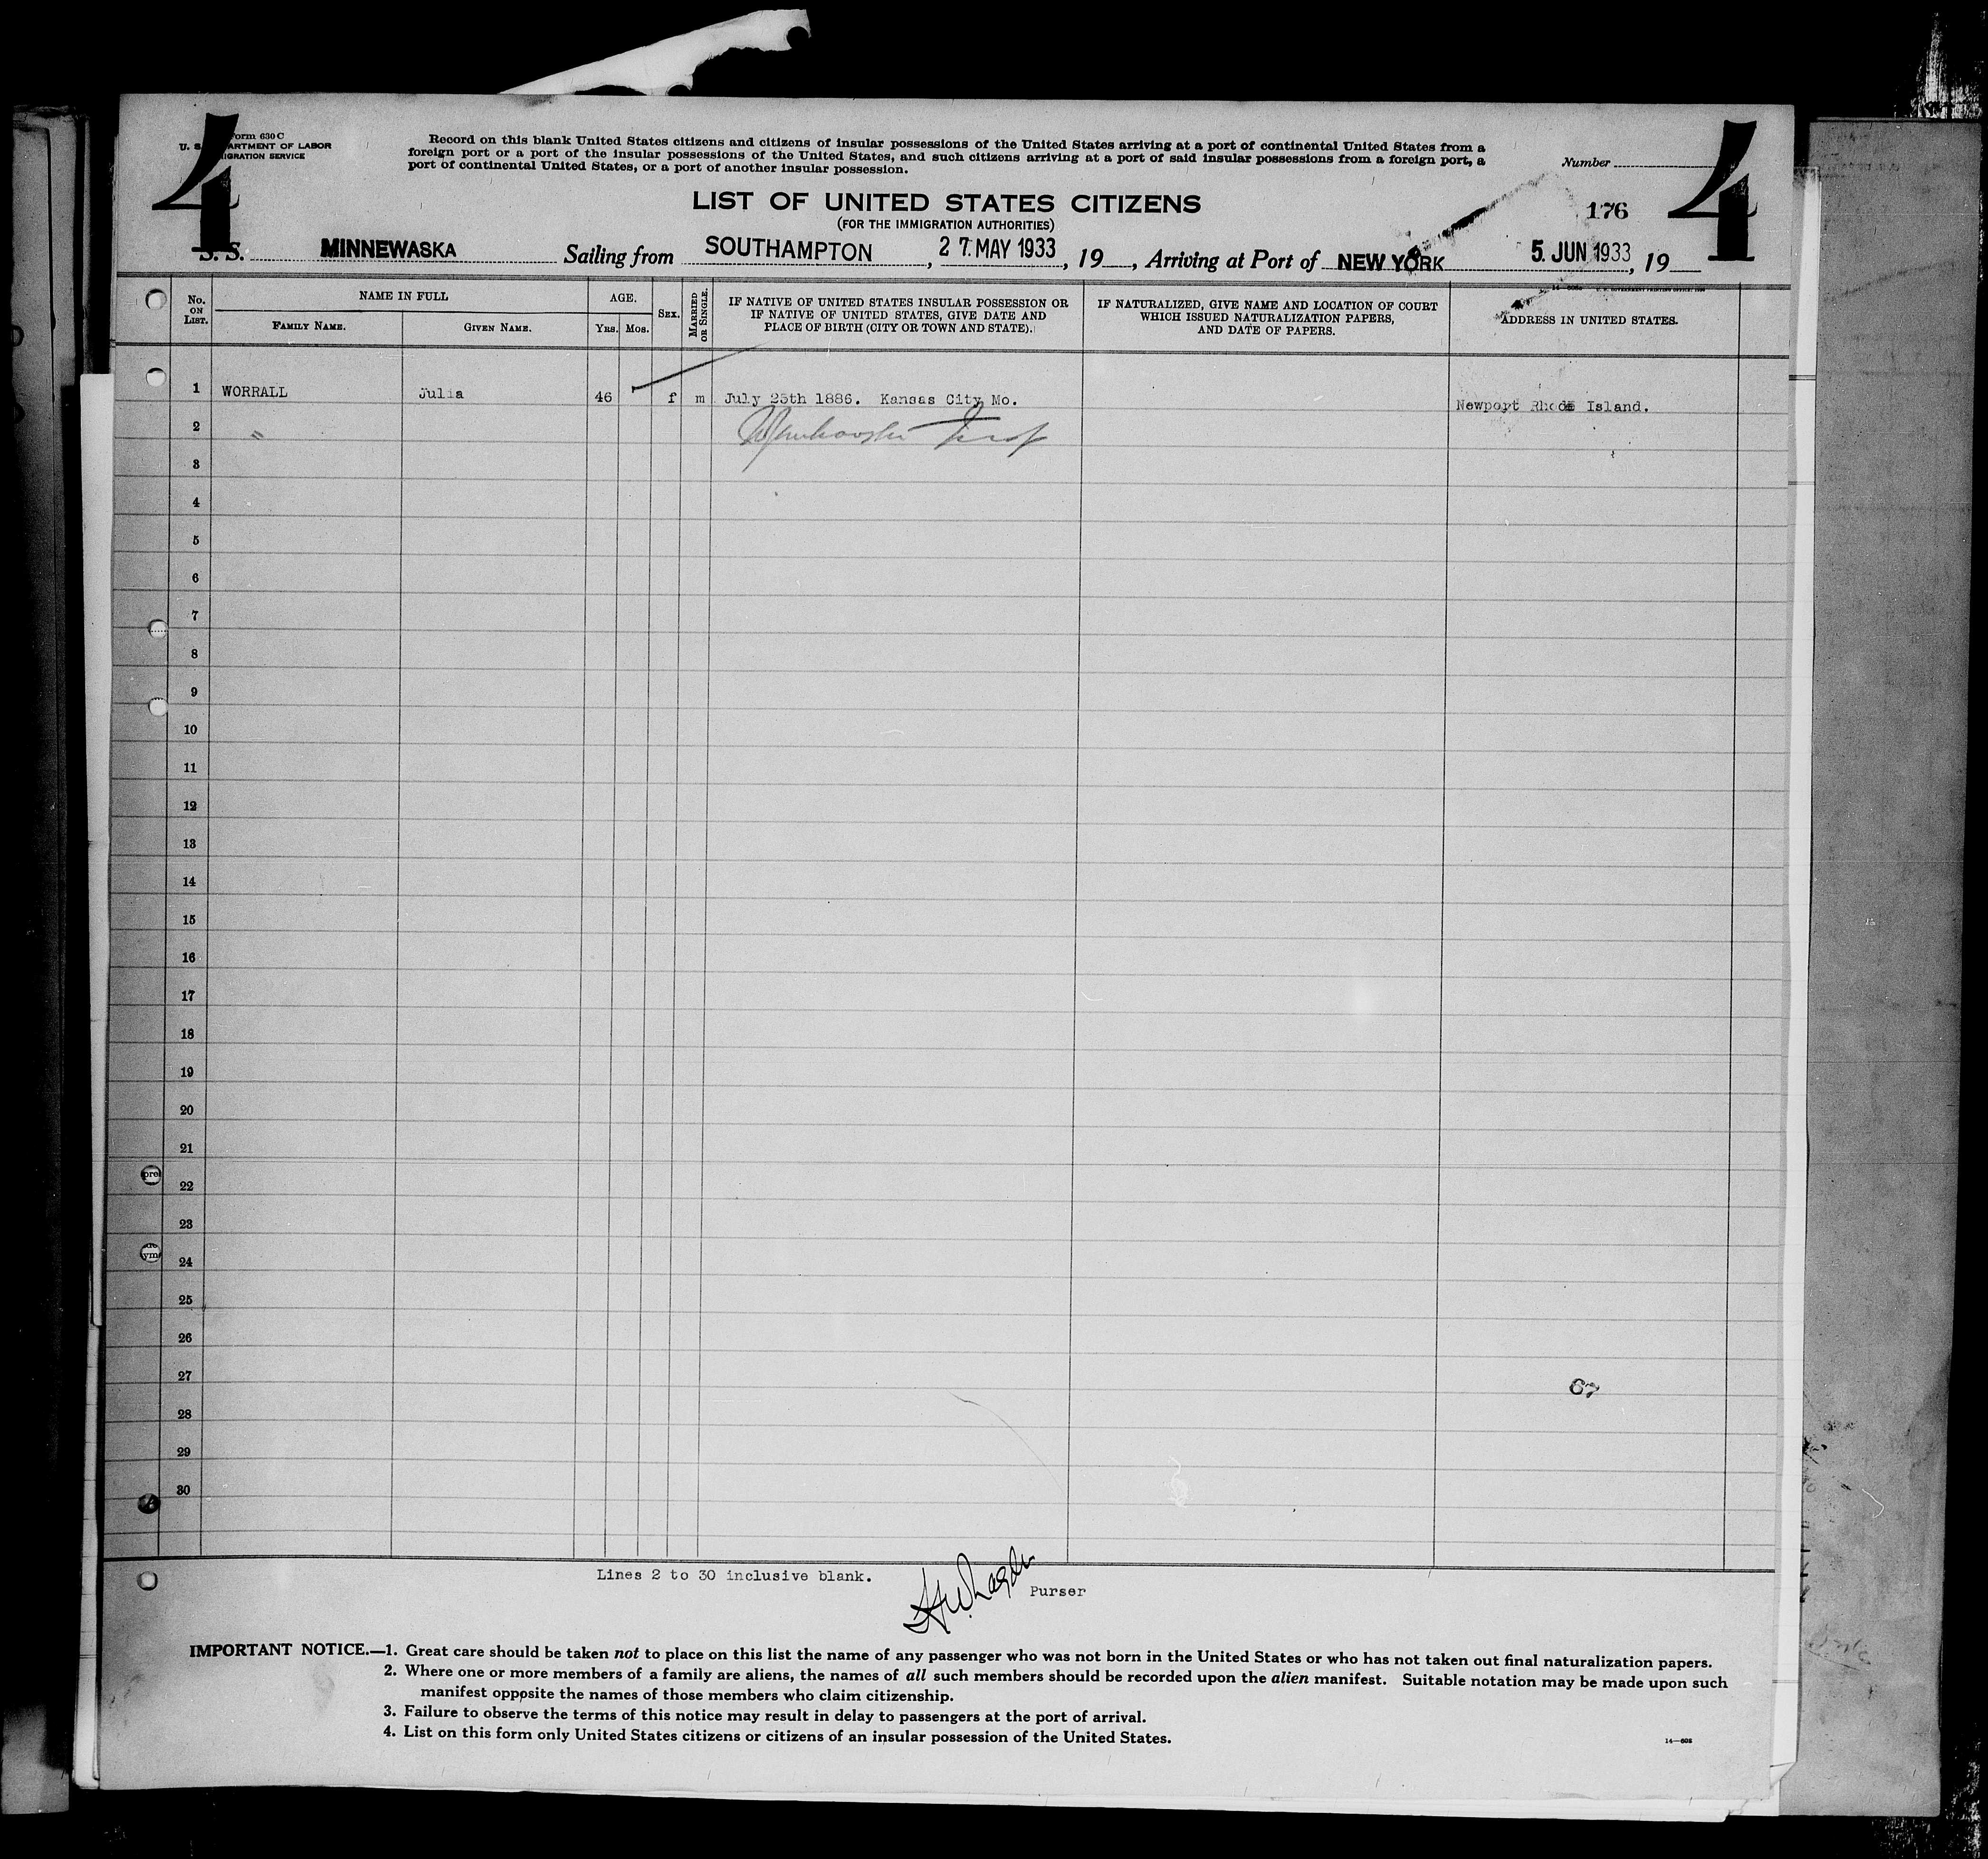 4
Form 630 C
U. S. DEPARTMENT OF LABOR
IMMIGRATION SERVICE
Record on this blank United States citizens and citizens of insular possessions of the United States arriving at a port of continental United States from a
foreign port or a port of the insular possessions of the United States, and such citizens arriving at a port of said insular possessions from a foreign port, a
port of continental United States, or a port of another insular possession.
Number
4
LIST OF UNITED STATES CITIZENS
(FOR THE IMMIGRATION AUTHORITIES)
176
S. S. MINNEWASKA Sailing from SOUTHAMPTON, 27. MAY 1933, 19 , Arriving at Port of NEW YORK 5. JUN 1933, 19
No. ON LIST.
NAME IN FULL
FAMILY NAME.
GIVEN NAME.
AGE.
YRS.
MOS.
SEX.
MARRIED OR SINGLE.
IF NATIVE OF UNITED STATES INSULAR POSSESSION OR
IF NATIVE OF UNITED STATES, GIVE DATE AND
PLACE OF BIRTH (CITY OR TOWN AND STATE).
IF NATURALIZED, GIVE NAME AND LOCATION OF COURT
WHICH ISSUED NATURALIZATION PAPERS,
AND DATE OF PAPERS.
ADDRESS IN UNITED STATES.
1 WORRALL Julia 46 f m July 25th 1886. Kansas City Mo. Newport Rhode Island.
2
3
4
5
6
7
8
9
10
11
12
13
14
15
16
17
18
19
20
21
22
23
24
25
26
27
67
28
29
30
Lines 2 to 30 inclusive blank.
Purser
IMPORTANT NOTICE.—1. Great care should be taken not to place on this list the name of any passenger who was not born in the United States or who has not taken out final naturalization papers.
2. Where one or more members of a family are aliens, the names of all such members should be recorded upon the alien manifest. Suitable notation may be made upon such
manifest opposite the names of those members who claim citizenship.
3. Failure to observe the terms of this notice may result in delay to passengers at the port of arrival.
4. List on this form only United States citizens or citizens of an insular possession of the United States.
14—608